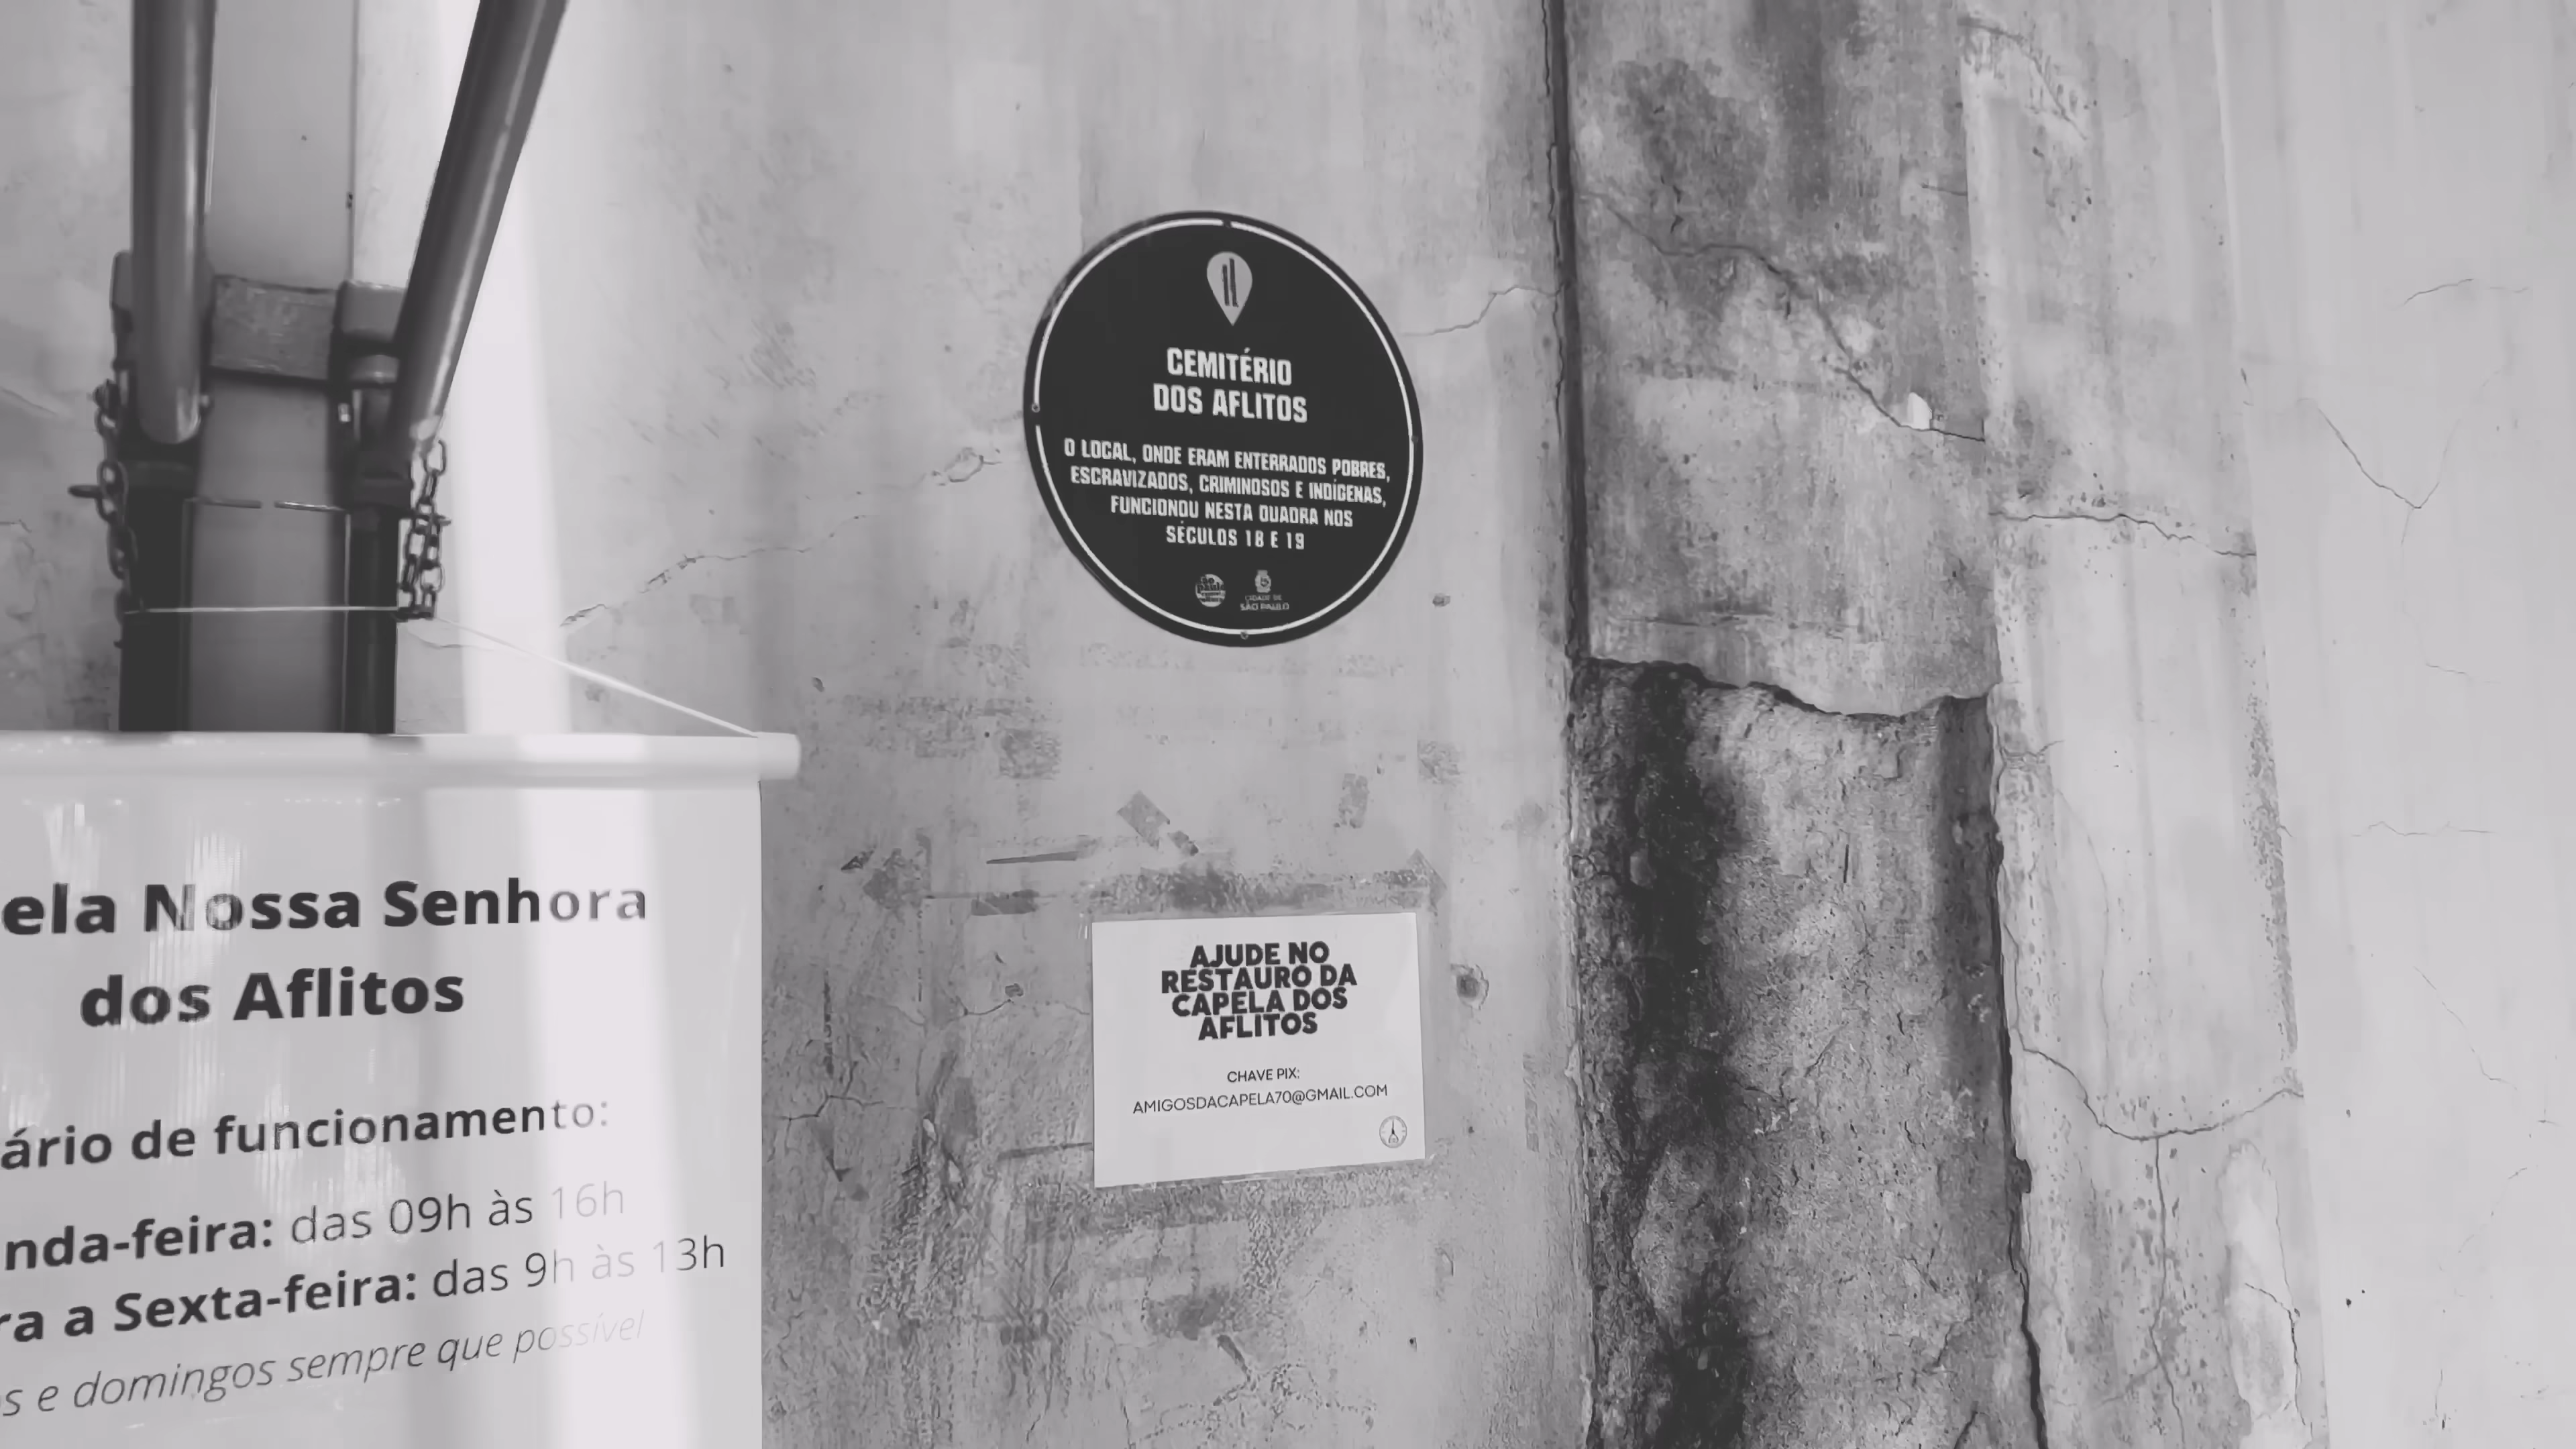 CEMITÉRIO
DOS AFLITOS
O LOCAL, ONDE ERAM ENTERRADOS POBRES,
ESCRAVIZADOS, CRIMINOSOS E INDÍGENAS,
FUNCIONOU NESTA QUADRA NOS
SÉCULOS 18 E 19
CIDADE DE
SÃO PAULO
ela Nossa Senhora
dos Aflitos
ário de funcionamento:
nda-feira: das 09h às 16h
ra a Sexta-feira: das 9h às 13h
s e domingos sempre que possível
AJUDE NO
RESTAURO DA
CAPELA DOS
AFLITOS
CHAVE PIX:
AMIGOSDACAPELA70@GMAIL.COM